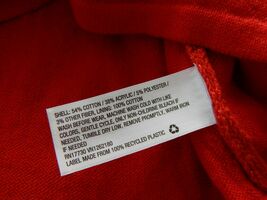 SHELL: 54% COTTON / 38% ACRYLIC / 5% POLYESTER /
3% OTHER FIBER, LINING: 100% COTTON
WASH BEFORE WEAR, MACHINE WASH COLD WITH LIKE
COLORS, GENTLE CYCLE, ONLY NON-CHLORINE BLEACH IF
NEEDED, TUMBLE DRY LOW, REMOVE PROMPTLY, WARM IRON
IF NEEDED
RN17730 VN1262180
LABEL MADE FROM 100% RECYCLED PLASTIC